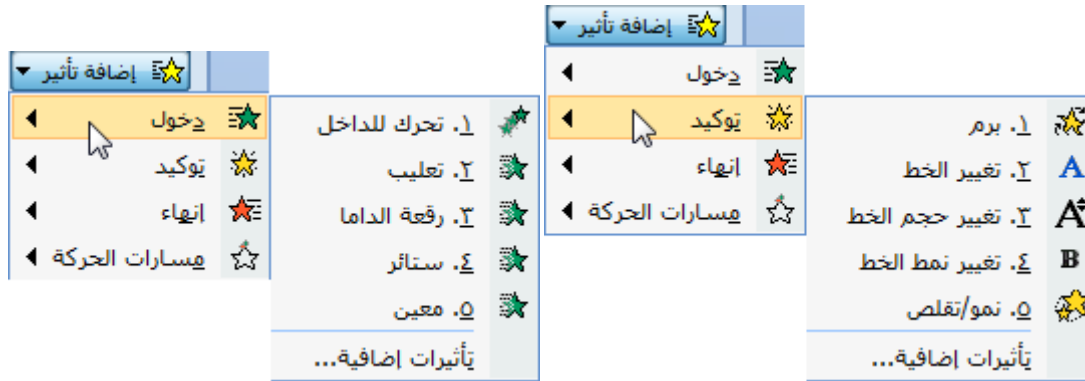 إضافة تأثير
دخول
توكيد
إنهاء
مسارات الحركة
١. برم
٢. تغيير الخط
٣. تغيير حجم الخط
٤. تغيير نمط الخط
٥. نمو/تقلص
تأثيرات إضافية...
إضافة تأثير
دخول
توكيد
إنهاء
مسارات الحركة
١. تحرك للداخل
٢. تعليب
٣. رقعة الداما
٤. ستائر
٥. معين
تأثيرات إضافية...